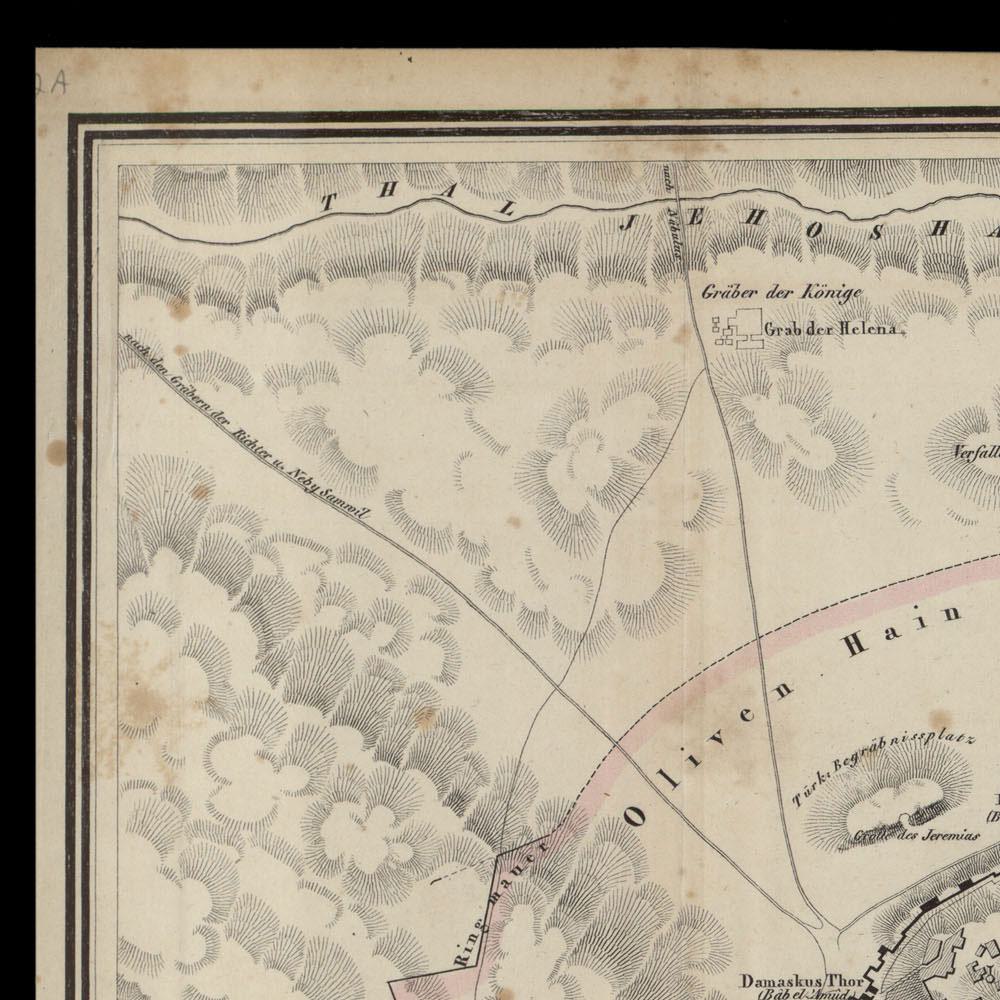 2A
THAL JEHOSHA
nach Nâbulus
Gräber der Könige
Grab der Helena
nach den Gräbern der Richter u. Neby Samwil
Verfall
Oliven Hain
Türk. Begräbnissplatz
(B
Grotte des Jeremias
Ringmauer
Damaskus Thor
(Bâb el 'Amûd)